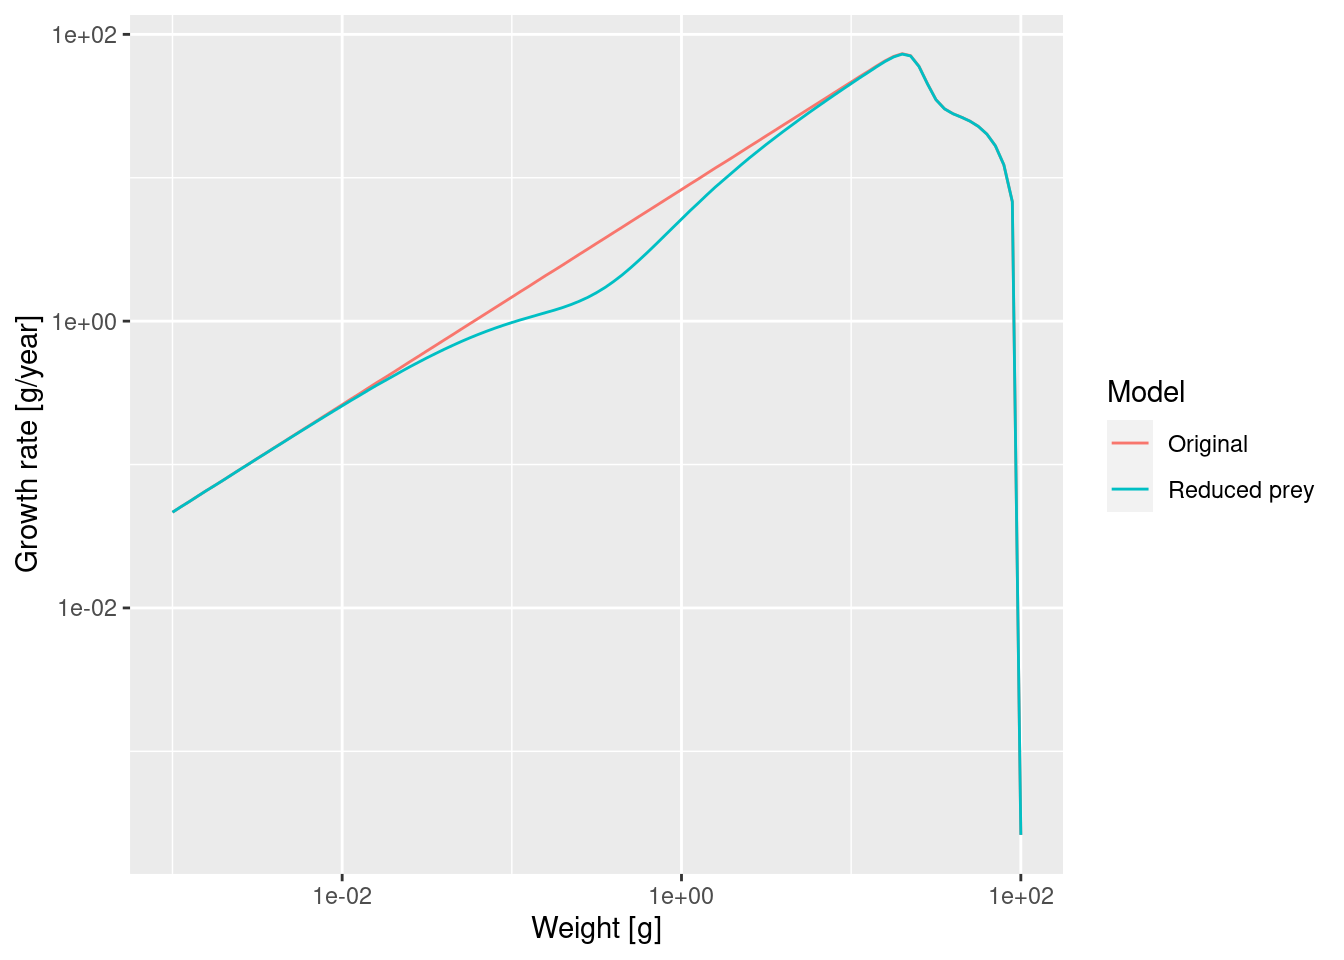 1e+02
1e+00
1e-02
Growth rate [g/year]
1e-02
1e+00
1e+02
Weight [g]
Model
Original
Reduced prey